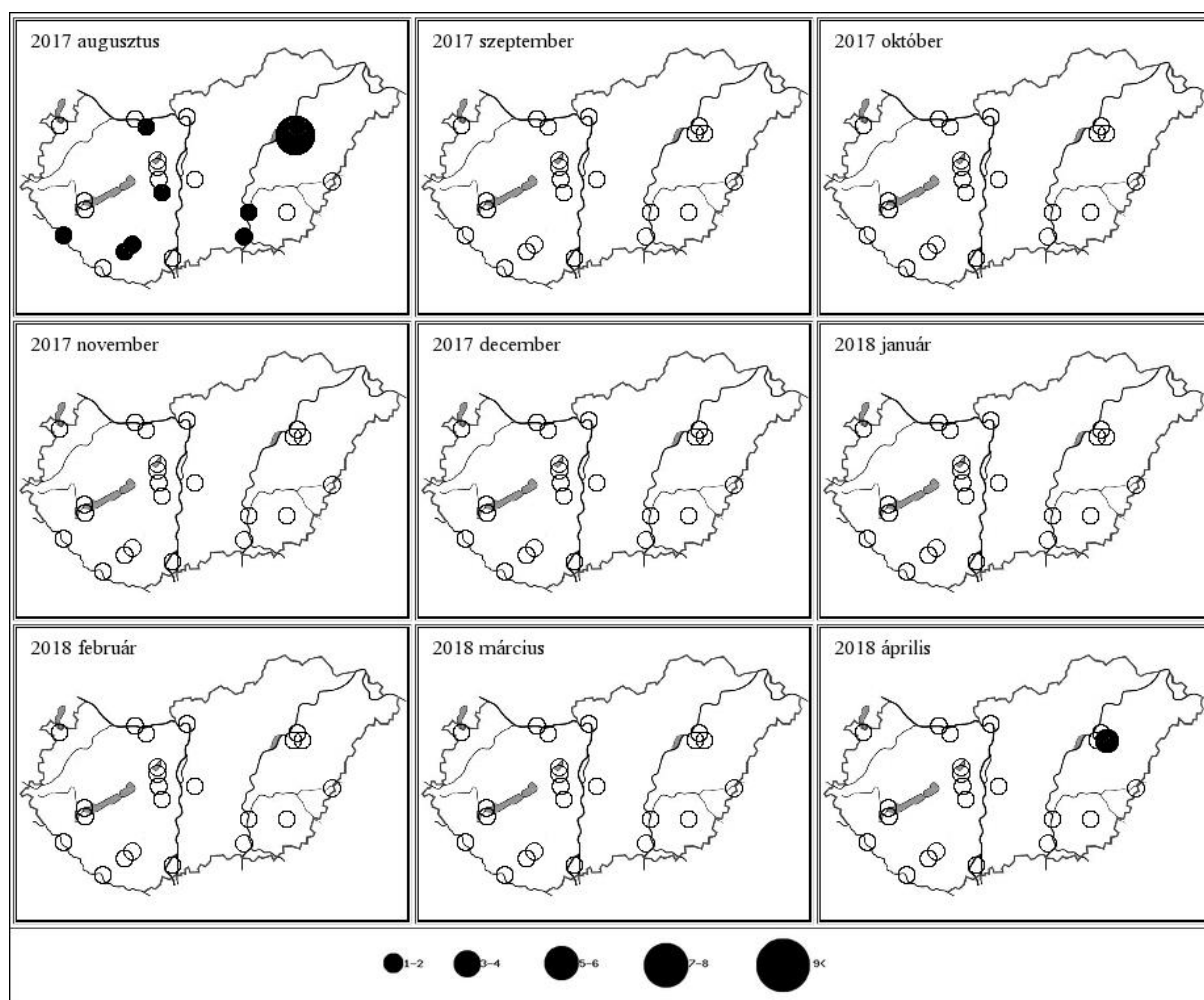 2017 augusztus
2017 szeptember
2017 október
2017 november
2017 december
2018 január
2018 február
2018 március
2018 április
1-2
3-4
5-6
7-8
9<